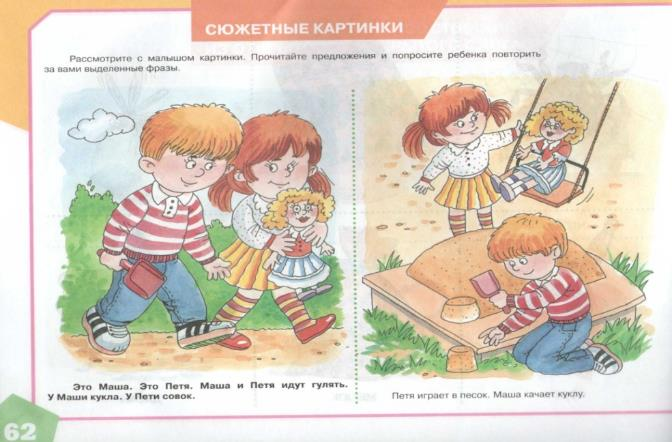 СЮЖЕТНЫЕ КАРТИНКИ
Рассмотрите с малышом картинки. Прочитайте предложения и попросите ребенка повторить
за вами выделенные фразы.
Это Маша. Это Петя. Маша и Петя идут гулять.
У Маши кукла. У Пети совок.
Петя играет в песок. Маша качает куклу.
62